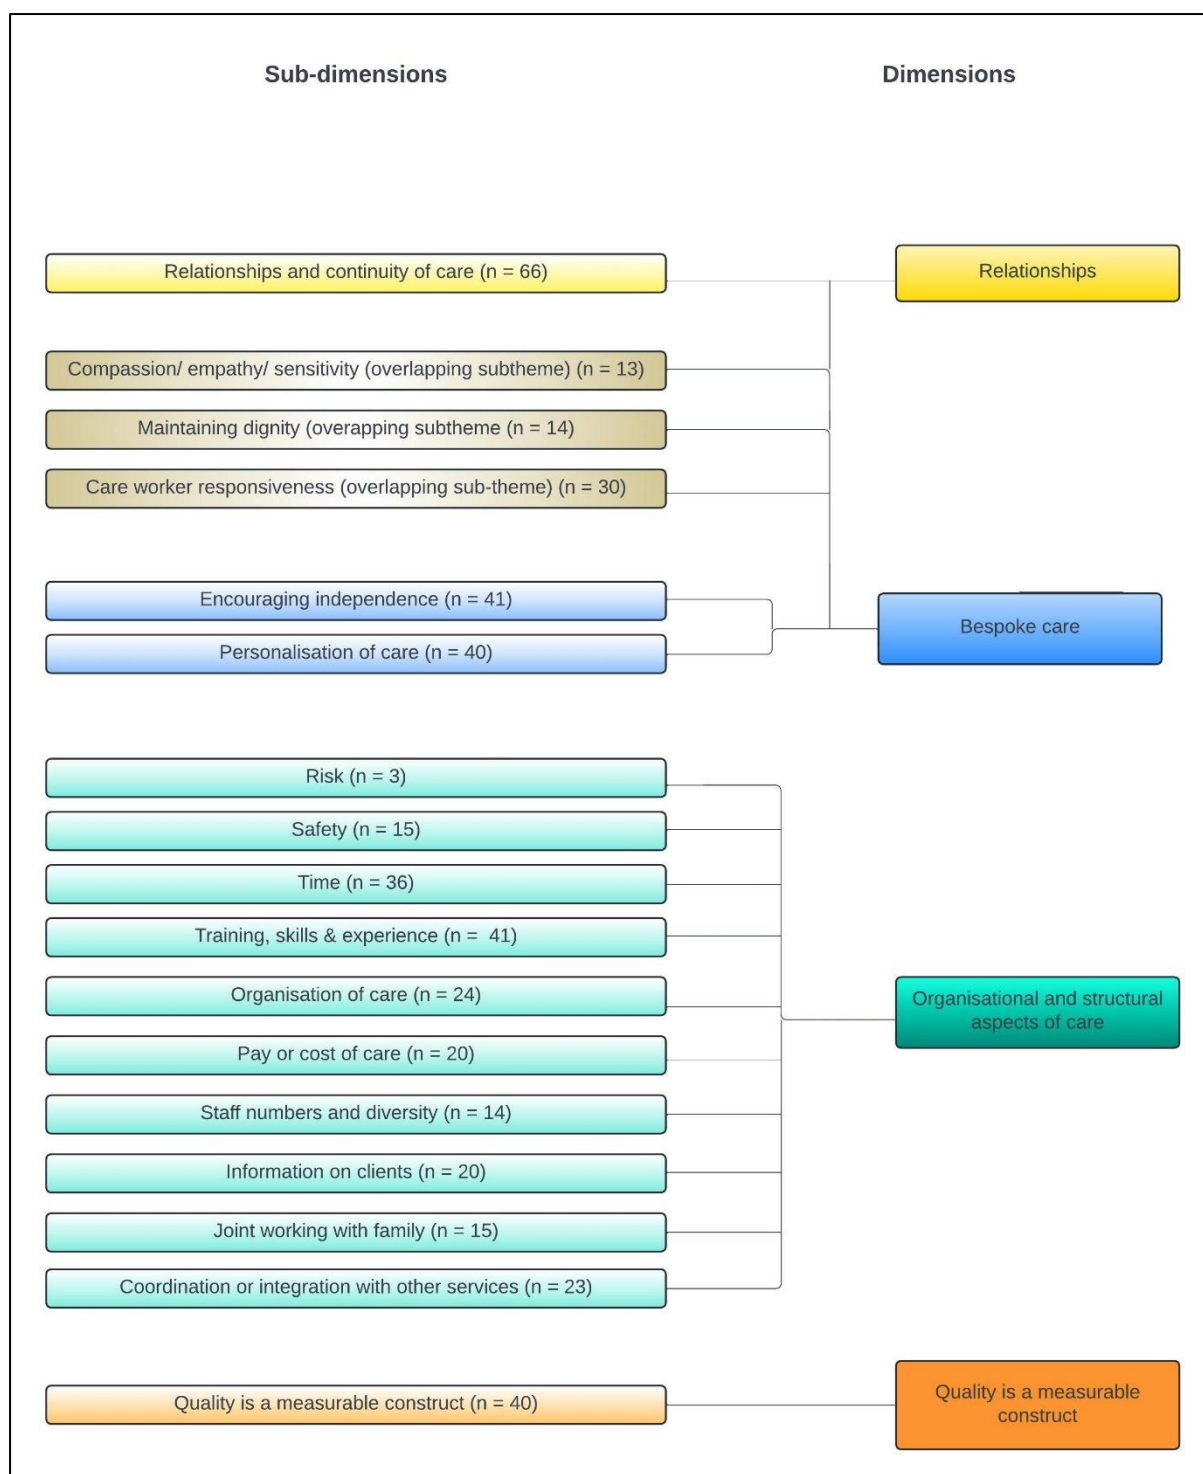 Sub-dimensions
Dimensions
Relationships and continuity of care (n = 66)
Relationships
Compassion/ empathy/ sensitivity (overlapping subtheme) (n = 13)
Maintaining dignity (overapping subtheme (n = 14)
Care worker responsiveness (overlapping sub-theme) (n = 30)
Encouraging independence (n = 41)
Personalisation of care (n = 40)
Bespoke care
Risk (n = 3)
Safety (n = 15)
Time (n = 36)
Training, skills & experience (n =  41)
Organisation of care (n = 24)
Pay or cost of care (n = 20)
Staff numbers and diversity (n = 14)
Information on clients (n = 20)
Joint working with family (n = 15)
Coordination or integration with other services (n = 23)
Organisational and structural
aspects of care
Quality is a measurable construct (n = 40)
Quality is a measurable
construct